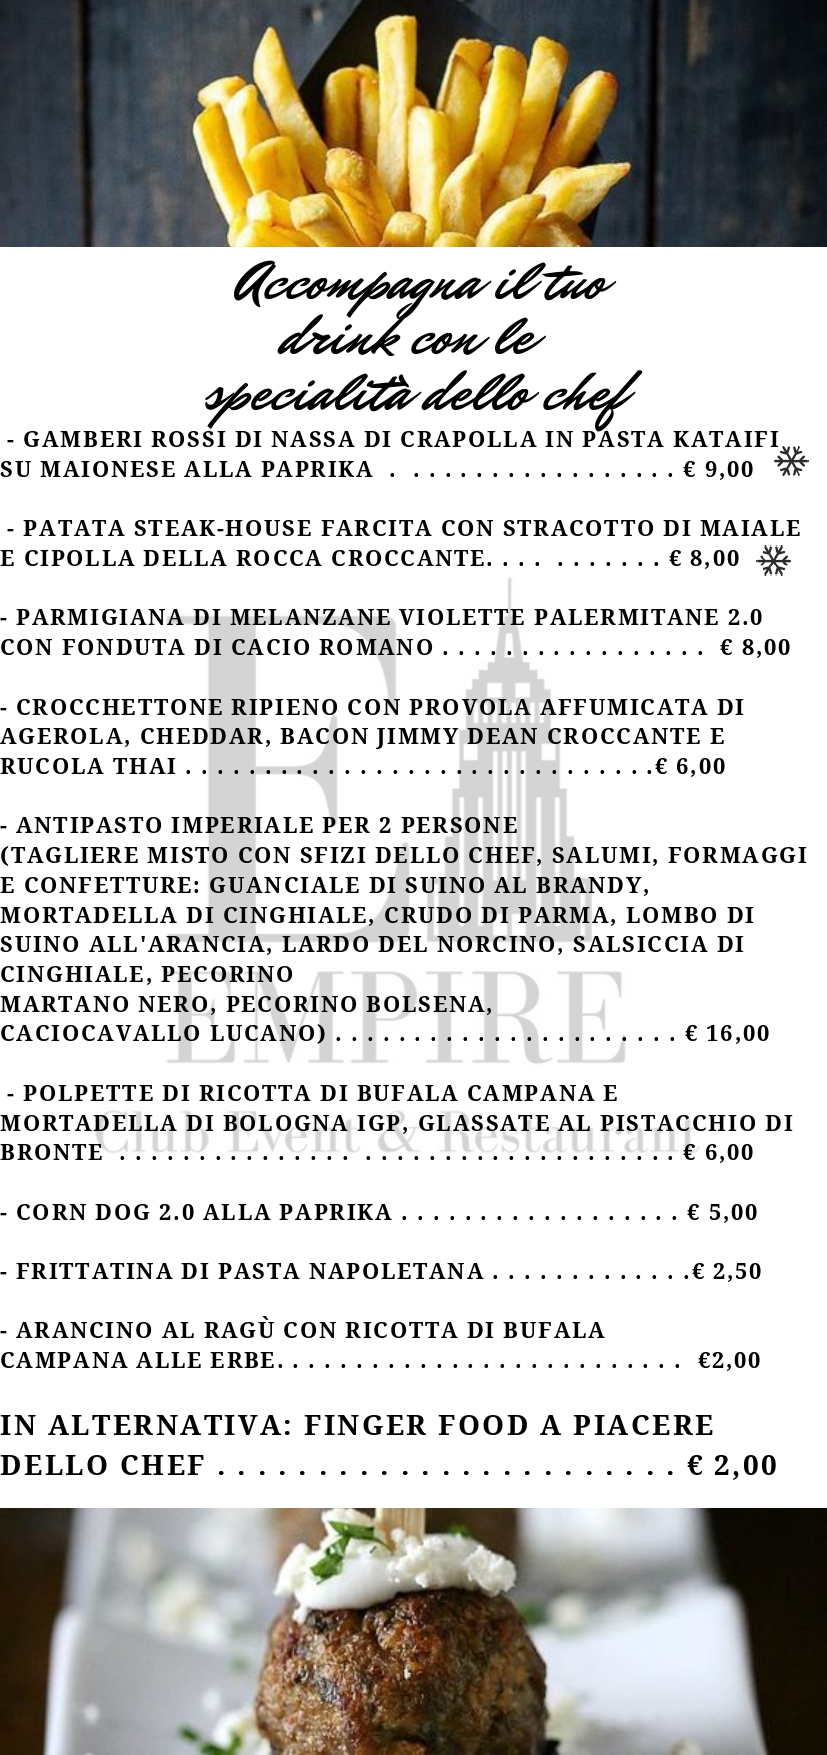 Accompagna il tuo
drink con le
specialità dello chef
- GAMBERI ROSSI DI NASSA DI CRAPOLLA IN PASTA KATAIFI
SU MAIONESE ALLA PAPRIKA . . . . . . . . . . . . . . . . . . € 9,00
- PATATA STEAK-HOUSE FARCITA CON STRACOTTO DI MAIALE
E CIPOLLA DELLA ROCCA CROCCANTE. . . . . . . . . . . € 8,00
- PARMIGIANA DI MELANZANE VIOLETTE PALERMITANE 2.0
CON FONDUTA DI CACIO ROMANO . . . . . . . . . . . . . . . . . € 8,00
- CROCCHETTONE RIPIENO CON PROVOLA AFFUMICATA DI
AGEROLA, CHEDDAR, BACON JIMMY DEAN CROCCANTE E
RUCOLA THAI . . . . . . . . . . . . . . . . . . . . . . . . . . . . . .€ 6,00
- ANTIPASTO IMPERIALE PER 2 PERSONE
(TAGLIERE MISTO CON SFIZI DELLO CHEF, SALUMI, FORMAGGI
E CONFETTURE: GUANCIALE DI SUINO AL BRANDY,
MORTADELLA DI CINGHIALE, CRUDO DI PARMA, LOMBO DI
SUINO ALL'ARANCIA, LARDO DEL NORCINO, SALSICCIA DI
CINGHIALE, PECORINO
MARTANO NERO, PECORINO BOLSENA,
CACIOCAVALLO LUCANO) . . . . . . . . . . . . . . . . . . . . . . € 16,00
- POLPETTE DI RICOTTA DI BUFALA CAMPANA E
MORTADELLA DI BOLOGNA IGP, GLASSATE AL PISTACCHIO DI
BRONTE . . . . . . . . . . . . . . . . . . . . . . . . . . . . . . . . . . . € 6,00
- CORN DOG 2.0 ALLA PAPRIKA . . . . . . . . . . . . . . . . . . € 5,00
- FRITTATINA DI PASTA NAPOLETANA . . . . . . . . . . . . .€ 2,50
- ARANCINO AL RAGÙ CON RICOTTA DI BUFALA
CAMPANA ALLE ERBE. . . . . . . . . . . . . . . . . . . . . . . . . . €2,00
IN ALTERNATIVA: FINGER FOOD A PIACERE
DELLO CHEF . . . . . . . . . . . . . . . . . . . . . . . € 2,00
E
EMPIRE
Club Event & Restaurant